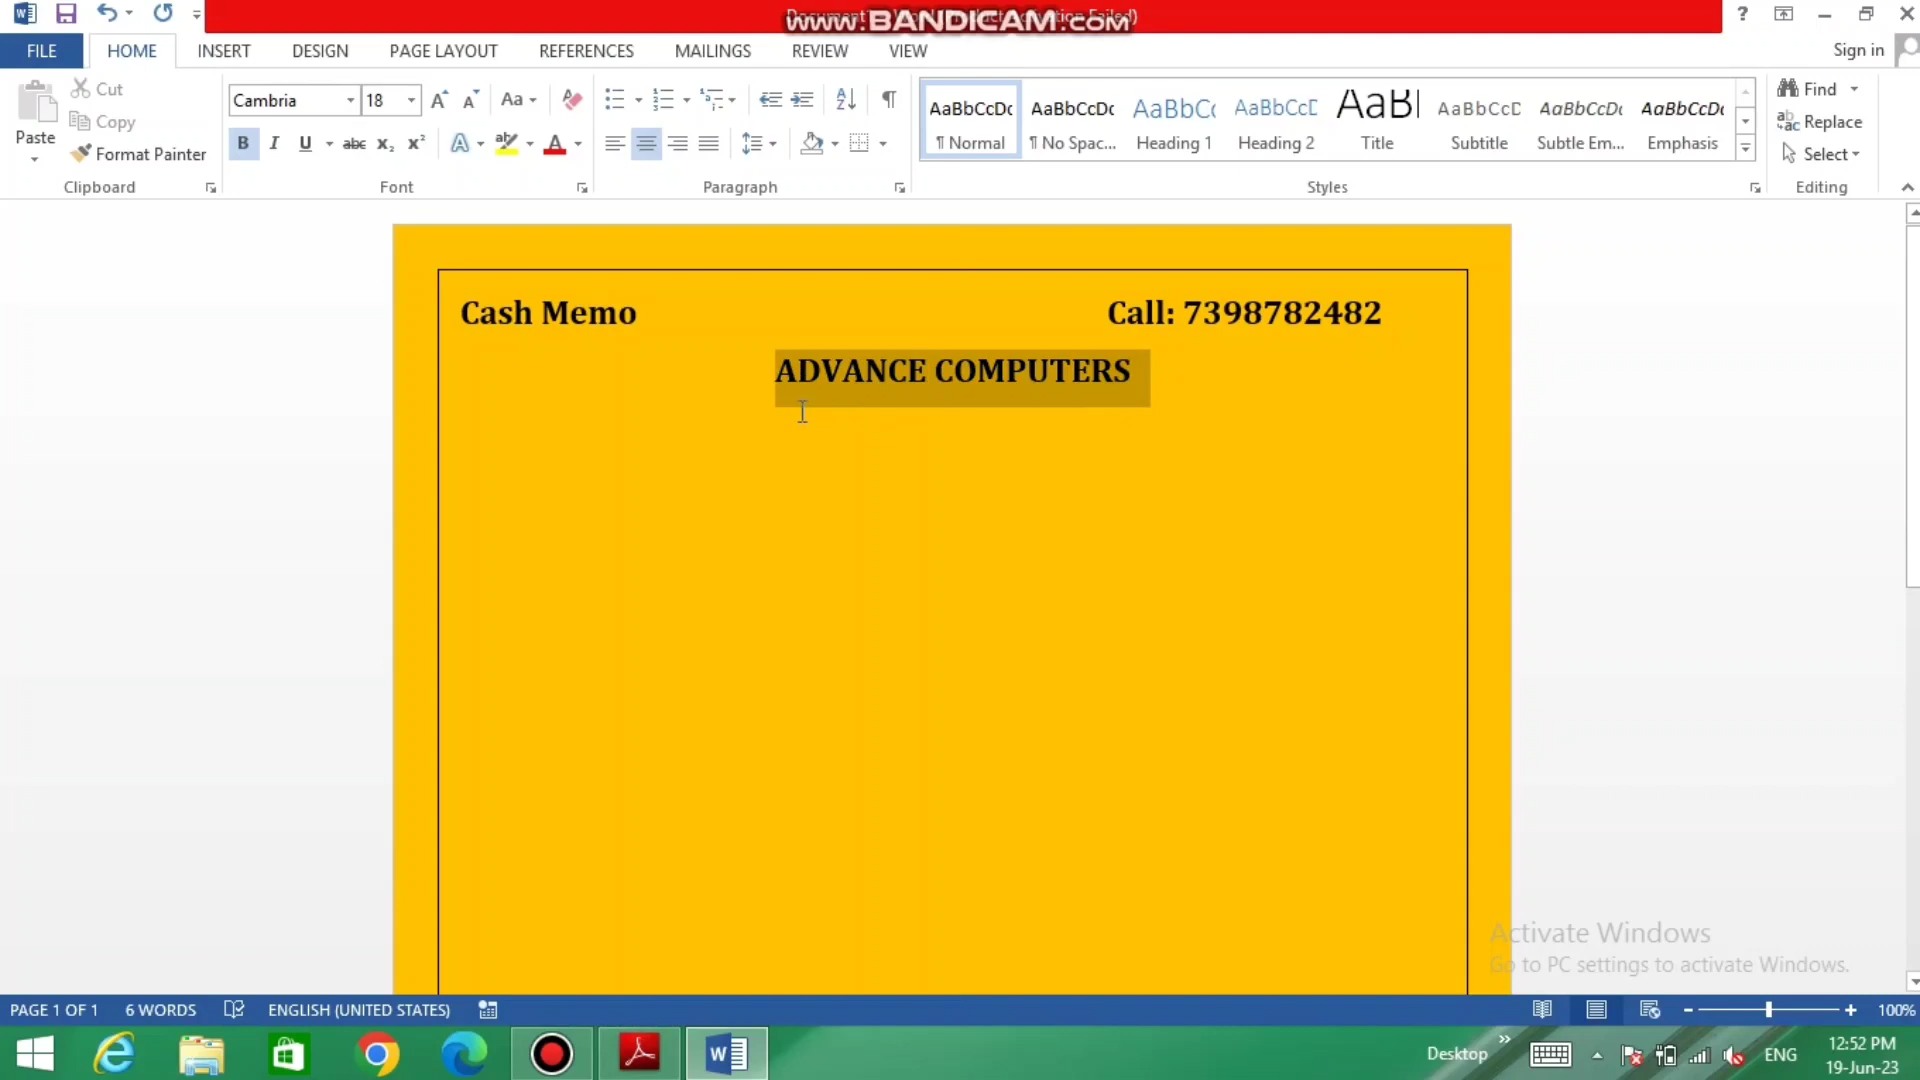 www.BANDICAM.com
FILE HOME INSERT DESIGN PAGE LAYOUT REFERENCES MAILINGS REVIEW VIEW Sign in
Cut
Copy
Format Painter
Paste
Clipboard
Cambria 18
Aa
B I U abc X₂ X²
Font
Paragraph
AaBbCcDc AaBbCcDc AaBbC AaBbCcD AaB AaBbCcD AaBbCcDc AaBbCcDc
¶ Normal ¶ No Spac... Heading 1 Heading 2 Title Subtitle Subtle Em... Emphasis
Styles
Find
Replace
Select
Editing
Cash Memo Call: 7398782482
ADVANCE COMPUTERS
Activate Windows
Go to PC settings to activate Windows.
PAGE 1 OF 1 6 WORDS ENGLISH (UNITED STATES) 100%
Desktop ENG 12:52 PM
19-Jun-23